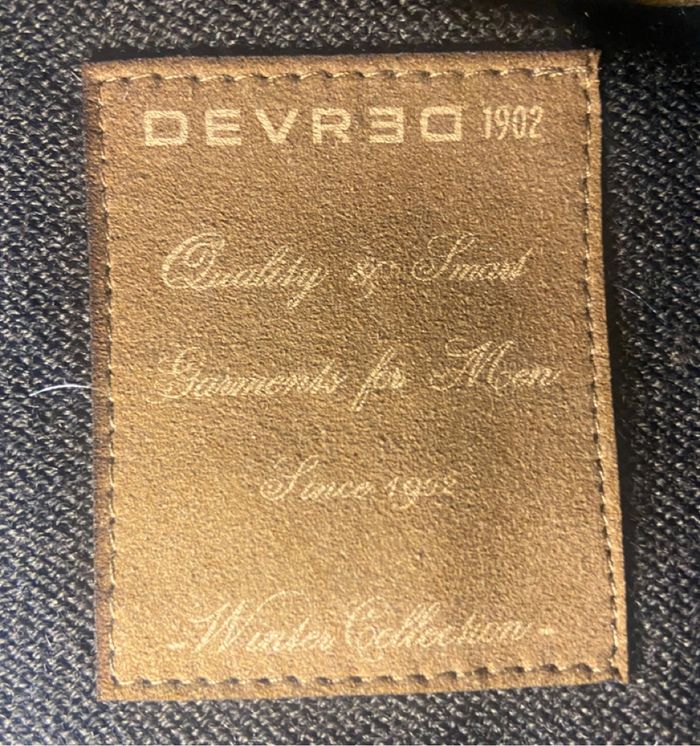 DEVRED 1902
Quality & Smart
Garments for Men
Since 1902
- Winter Collection -